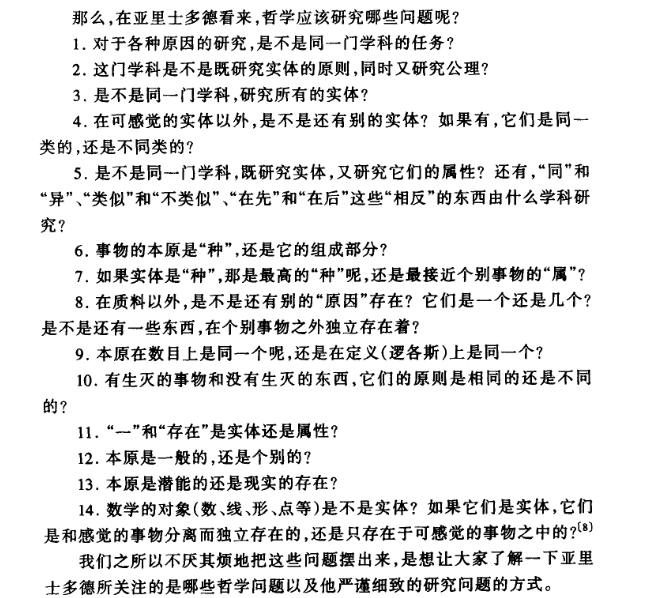 那么,在亚里士多德看来,哲学应该研究哪些问题呢?
1. 对于各种原因的研究,是不是同一门学科的任务?
2. 这门学科是不是既研究实体的原则,同时又研究公理?
3. 是不是同一门学科,研究所有的实体?
4. 在可感觉的实体以外,是不是还有别的实体? 如果有,它们是同一
类的,还是不同类的?
5. 是不是同一门学科,既研究实体,又研究它们的属性? 还有,“同”和
“异”、“类似”和“不类似”、“在先”和“在后”这些“相反”的东西由什么学科研
究?
6. 事物的本原是“种”,还是它的组成部分?
7. 如果实体是“种”,那是最高的“种”呢,还是最接近个别事物的“属”?
8. 在质料以外,是不是还有别的“原因”存在? 它们是一个还是几个?
是不是还有一些东西,在个别事物之外独立存在着?
9. 本原在数目上是同一个呢,还是在定义(逻各斯)上是同一个?
10. 有生灭的事物和没有生灭的东西,它们的原则是相同的还是不同
的?
11. “一”和“存在”是实体还是属性?
12. 本原是一般的,还是个别的?
13. 本原是潜能的还是现实的存在?
14. 数学的对象(数、线、形、点等)是不是实体? 如果它们是实体,它们
是和感觉的事物分离而独立存在的,还是只存在于可感觉的事物之中的?〔8〕
我们之所以不厌其烦地把这些问题摆出来,是想让大家了解一下亚里
士多德所关注的是哪些哲学问题以及他严谨细致的研究问题的方式。